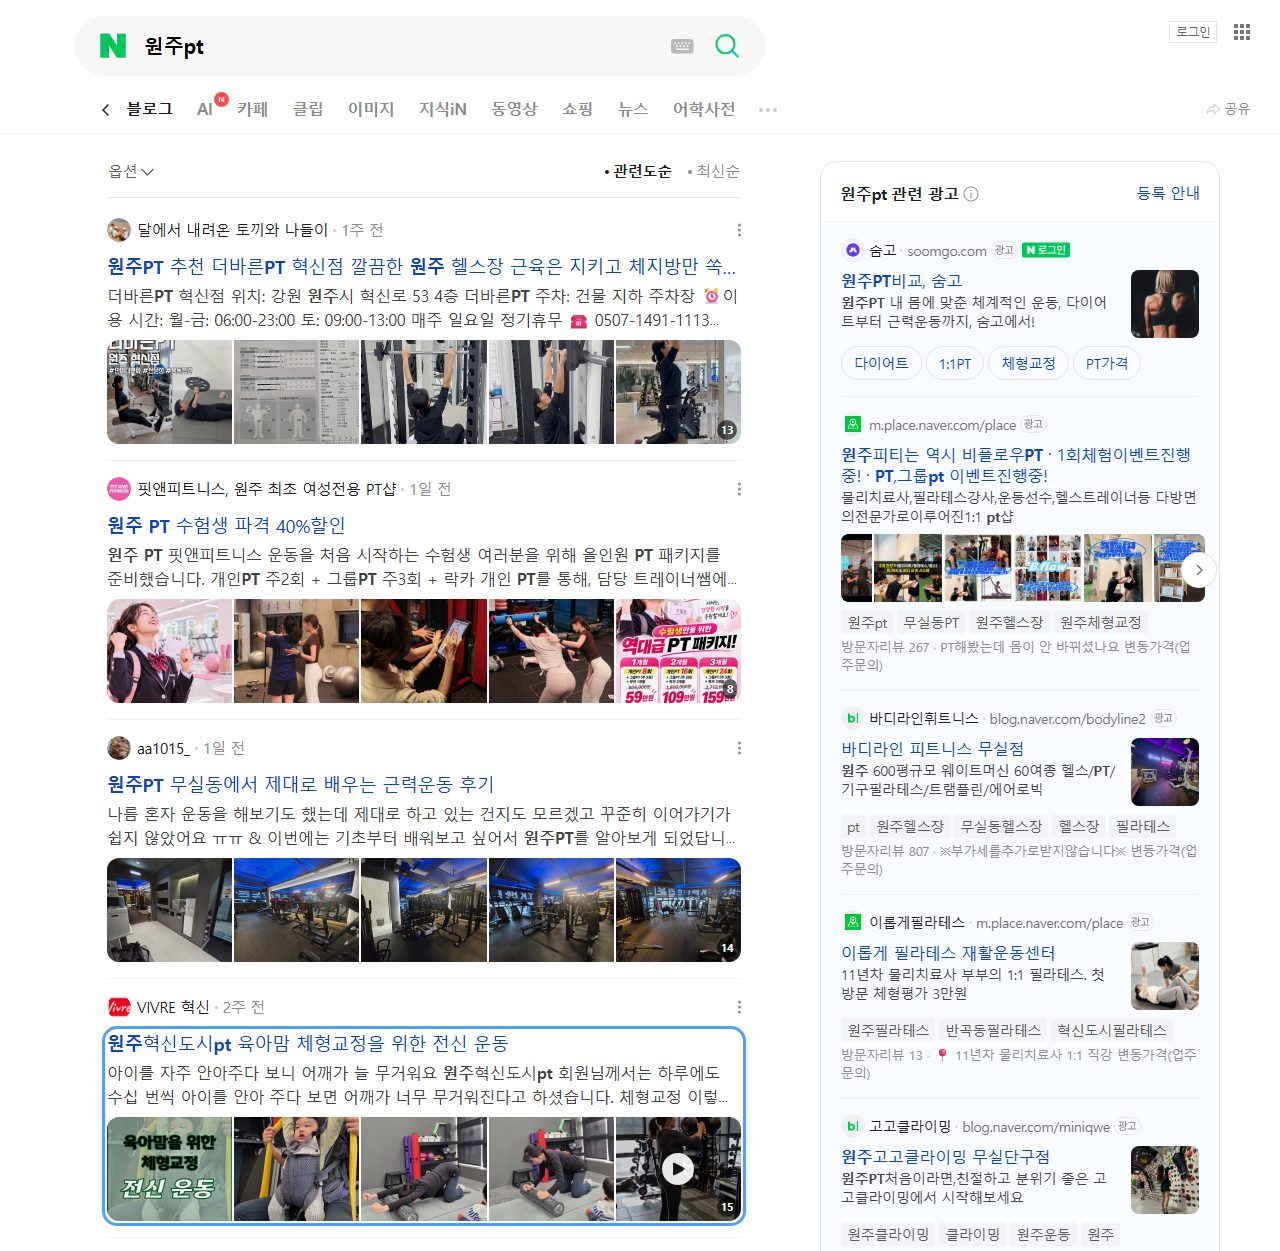 N 원주pt
로그인
블로그 AI N 카페 클립 이미지 지식iN 동영상 쇼핑 뉴스 어학사전
공유
옵션
• 관련도순 • 최신순
달에서 내려온 토끼와 나들이 · 1주 전
원주PT 추천 더바른PT 혁신점 깔끔한 원주 헬스장 근육은 지키고 체지방만 쏙...
더바른PT 혁신점 위치: 강원 원주시 혁신로 53 4층 더바른PT 주차: 건물 지하 주차장 ⏰이
용 시간: 월-금: 06:00-23:00 토: 09:00-13:00 매주 일요일 정기휴무 ☎️ 0507-1491-1113...
원주 혁신점
13
핏앤피트니스, 원주 최초 여성전용 PT샵 · 1일 전
원주 PT 수험생 파격 40%할인
원주 PT 핏앤피트니스 운동을 처음 시작하는 수험생 여러분을 위해 올인원 PT 패키지를
준비했습니다. 개인PT 주2회 + 그룹PT 주3회 + 락카 개인 PT를 통해, 담당 트레이너쌤에...
수험생만을 위한
역대급 PT 패키지!
1개월 2개월 3개월
59만원 109만원 159만원
8
aa1015_ · 1일 전
원주PT 무실동에서 제대로 배우는 근력운동 후기
나름 혼자 운동을 해보기도 했는데 제대로 하고 있는 건지도 모르겠고 꾸준히 이어가기가
쉽지 않았어요 ㅠㅠ & 이번에는 기초부터 배워보고 싶어서 원주PT를 알아보게 되었답니...
14
VIVRE 혁신 · 2주 전
원주혁신도시pt 육아맘 체형교정을 위한 전신 운동
아이를 자주 안아주다 보니 어깨가 늘 무거워요 원주혁신도시pt 회원님께서는 하루에도
수십 번씩 아이를 안아 주다 보면 어깨가 너무 무거워진다고 하셨습니다. 체형교정 이렇...
육아맘을 위한
체형교정
전신 운동
15
원주pt 관련 광고
등록 안내
숨고 · soomgo.com 광고 N 로그인
원주PT비교, 숨고
원주PT 내 몸에 맞춘 체계적인 운동, 다이어
트부터 근력운동까지, 숨고에서!
다이어트 1:1PT 체형교정 PT가격
m.place.naver.com/place 광고
원주피티는 역시 비플로우PT · 1회체험이벤트진행
중! · PT,그룹pt 이벤트진행중!
물리치료사,필라테스강사,운동선수,헬스트레이너등 다방면
의전문가로이루어진1:1 pt샵
B.flow
원주pt 무실동PT 원주헬스장 원주체형교정
방문자리뷰 267 · PT해봤는데 몸이 안 바뀌셨나요 변동가격(업
주문의)
bl 바디라인휘트니스 · blog.naver.com/bodyline2 광고
바디라인 피트니스 무실점
원주 600평규모 웨이트머신 60여종 헬스/PT/
기구필라테스/트램플린/에어로빅
pt 원주헬스장 무실동헬스장 헬스장 필라테스
방문자리뷰 807 · ※부가세를추가로받지않습니다※ 변동가격(업
주문의)
이롭게필라테스 · m.place.naver.com/place 광고
이롭게 필라테스 재활운동센터
11년차 물리치료사 부부의 1:1 필라테스. 첫
방문 체형평가 3만원
원주필라테스 반곡동필라테스 혁신도시필라테스
방문자리뷰 13 · 📍 11년차 물리치료사 1:1 직강 변동가격(업주
문의)
bl 고고클라이밍 · blog.naver.com/miniqwe 광고
원주고고클라이밍 무실단구점
원주PT처음이라면,친절하고 분위기 좋은 고
고클라이밍에서 시작해보세요
원주클라이밍 클라이밍 원주운동 원주